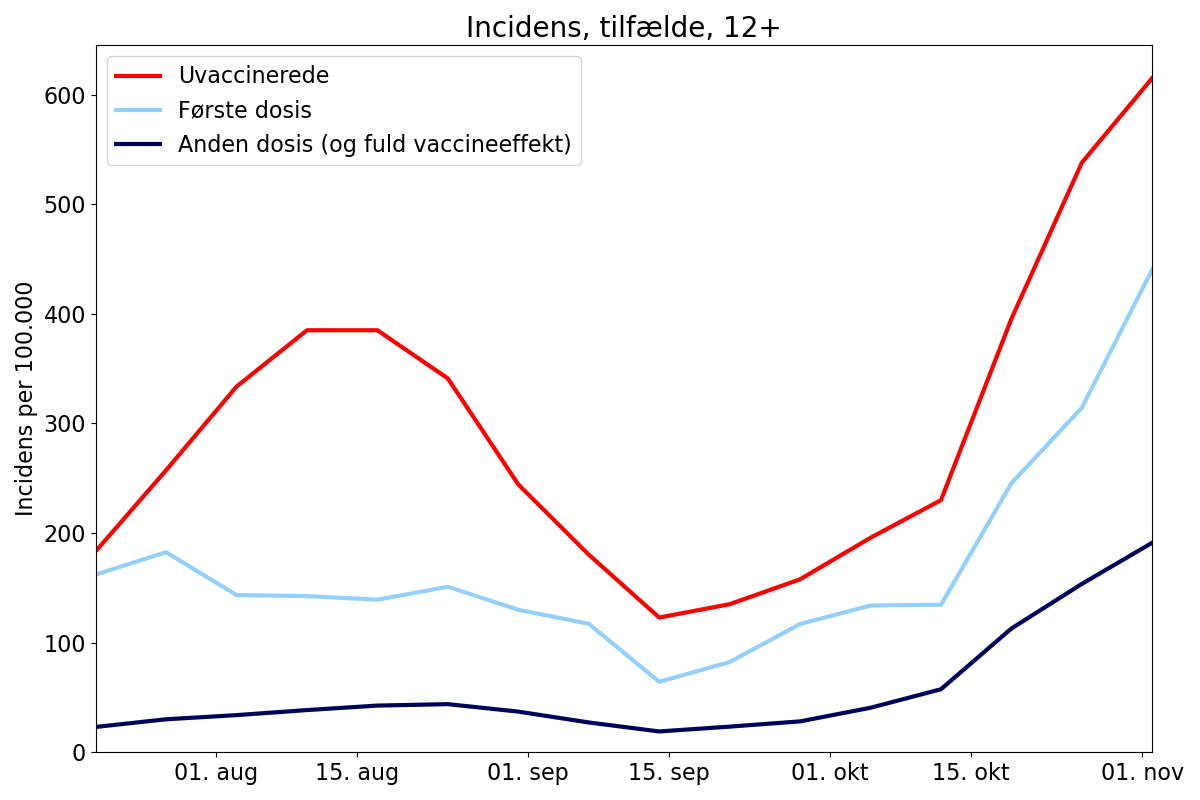 Incidens, tilfælde, 12+
Uvaccinerede
Første dosis
Anden dosis (og fuld vaccineeffekt)
Incidens per 100.000
600
500
400
300
200
100
0
01. aug
15. aug
01. sep
15. sep
01. okt
15. okt
01. nov